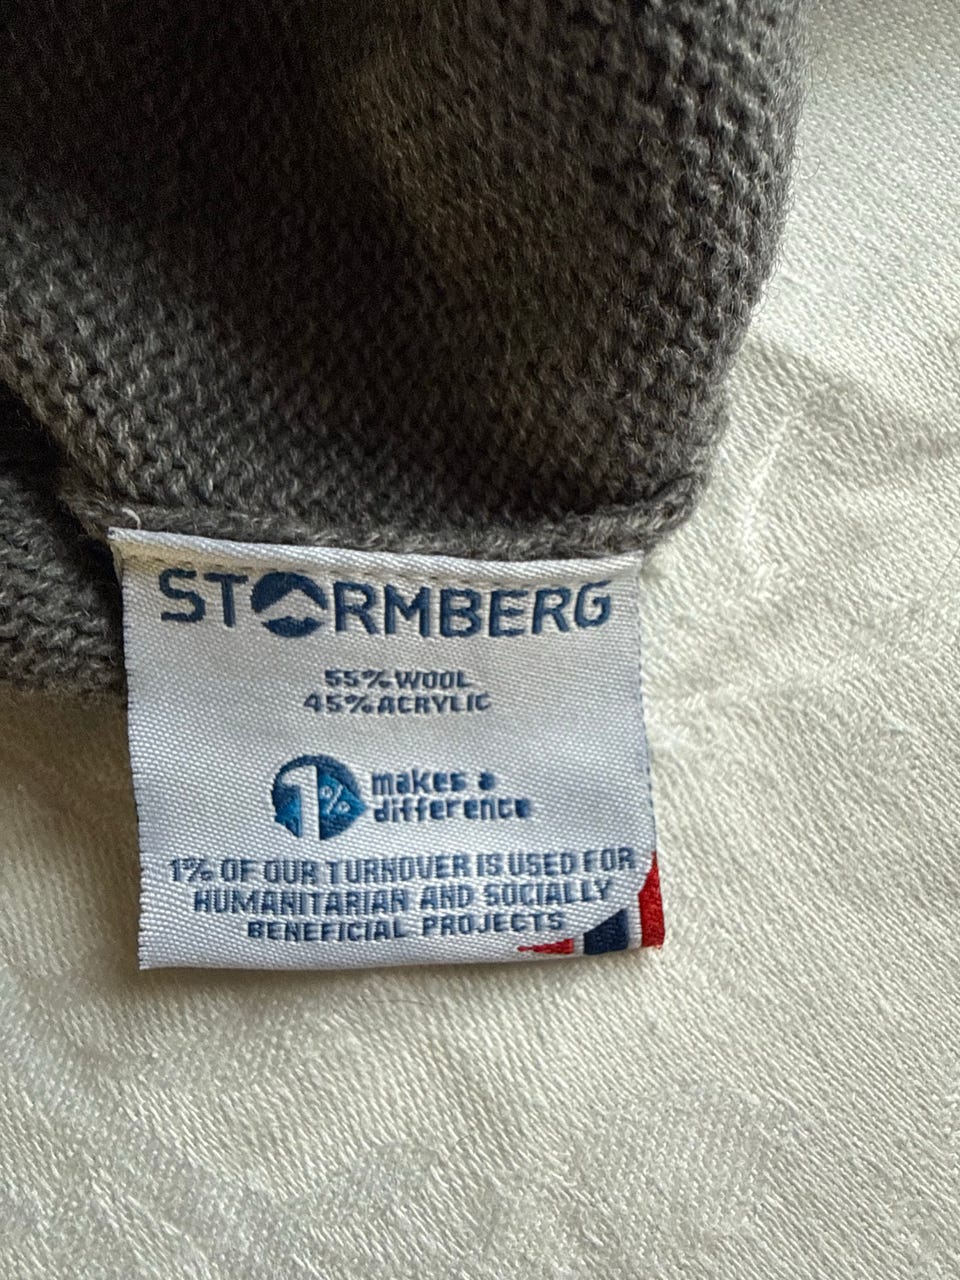 STORMBERG
55% WOOL
45% ACRYLIC
1%
makes a
difference
1% OF OUR TURNOVER IS USED FOR
HUMANITARIAN AND SOCIALLY
BENEFICIAL PROJECTS